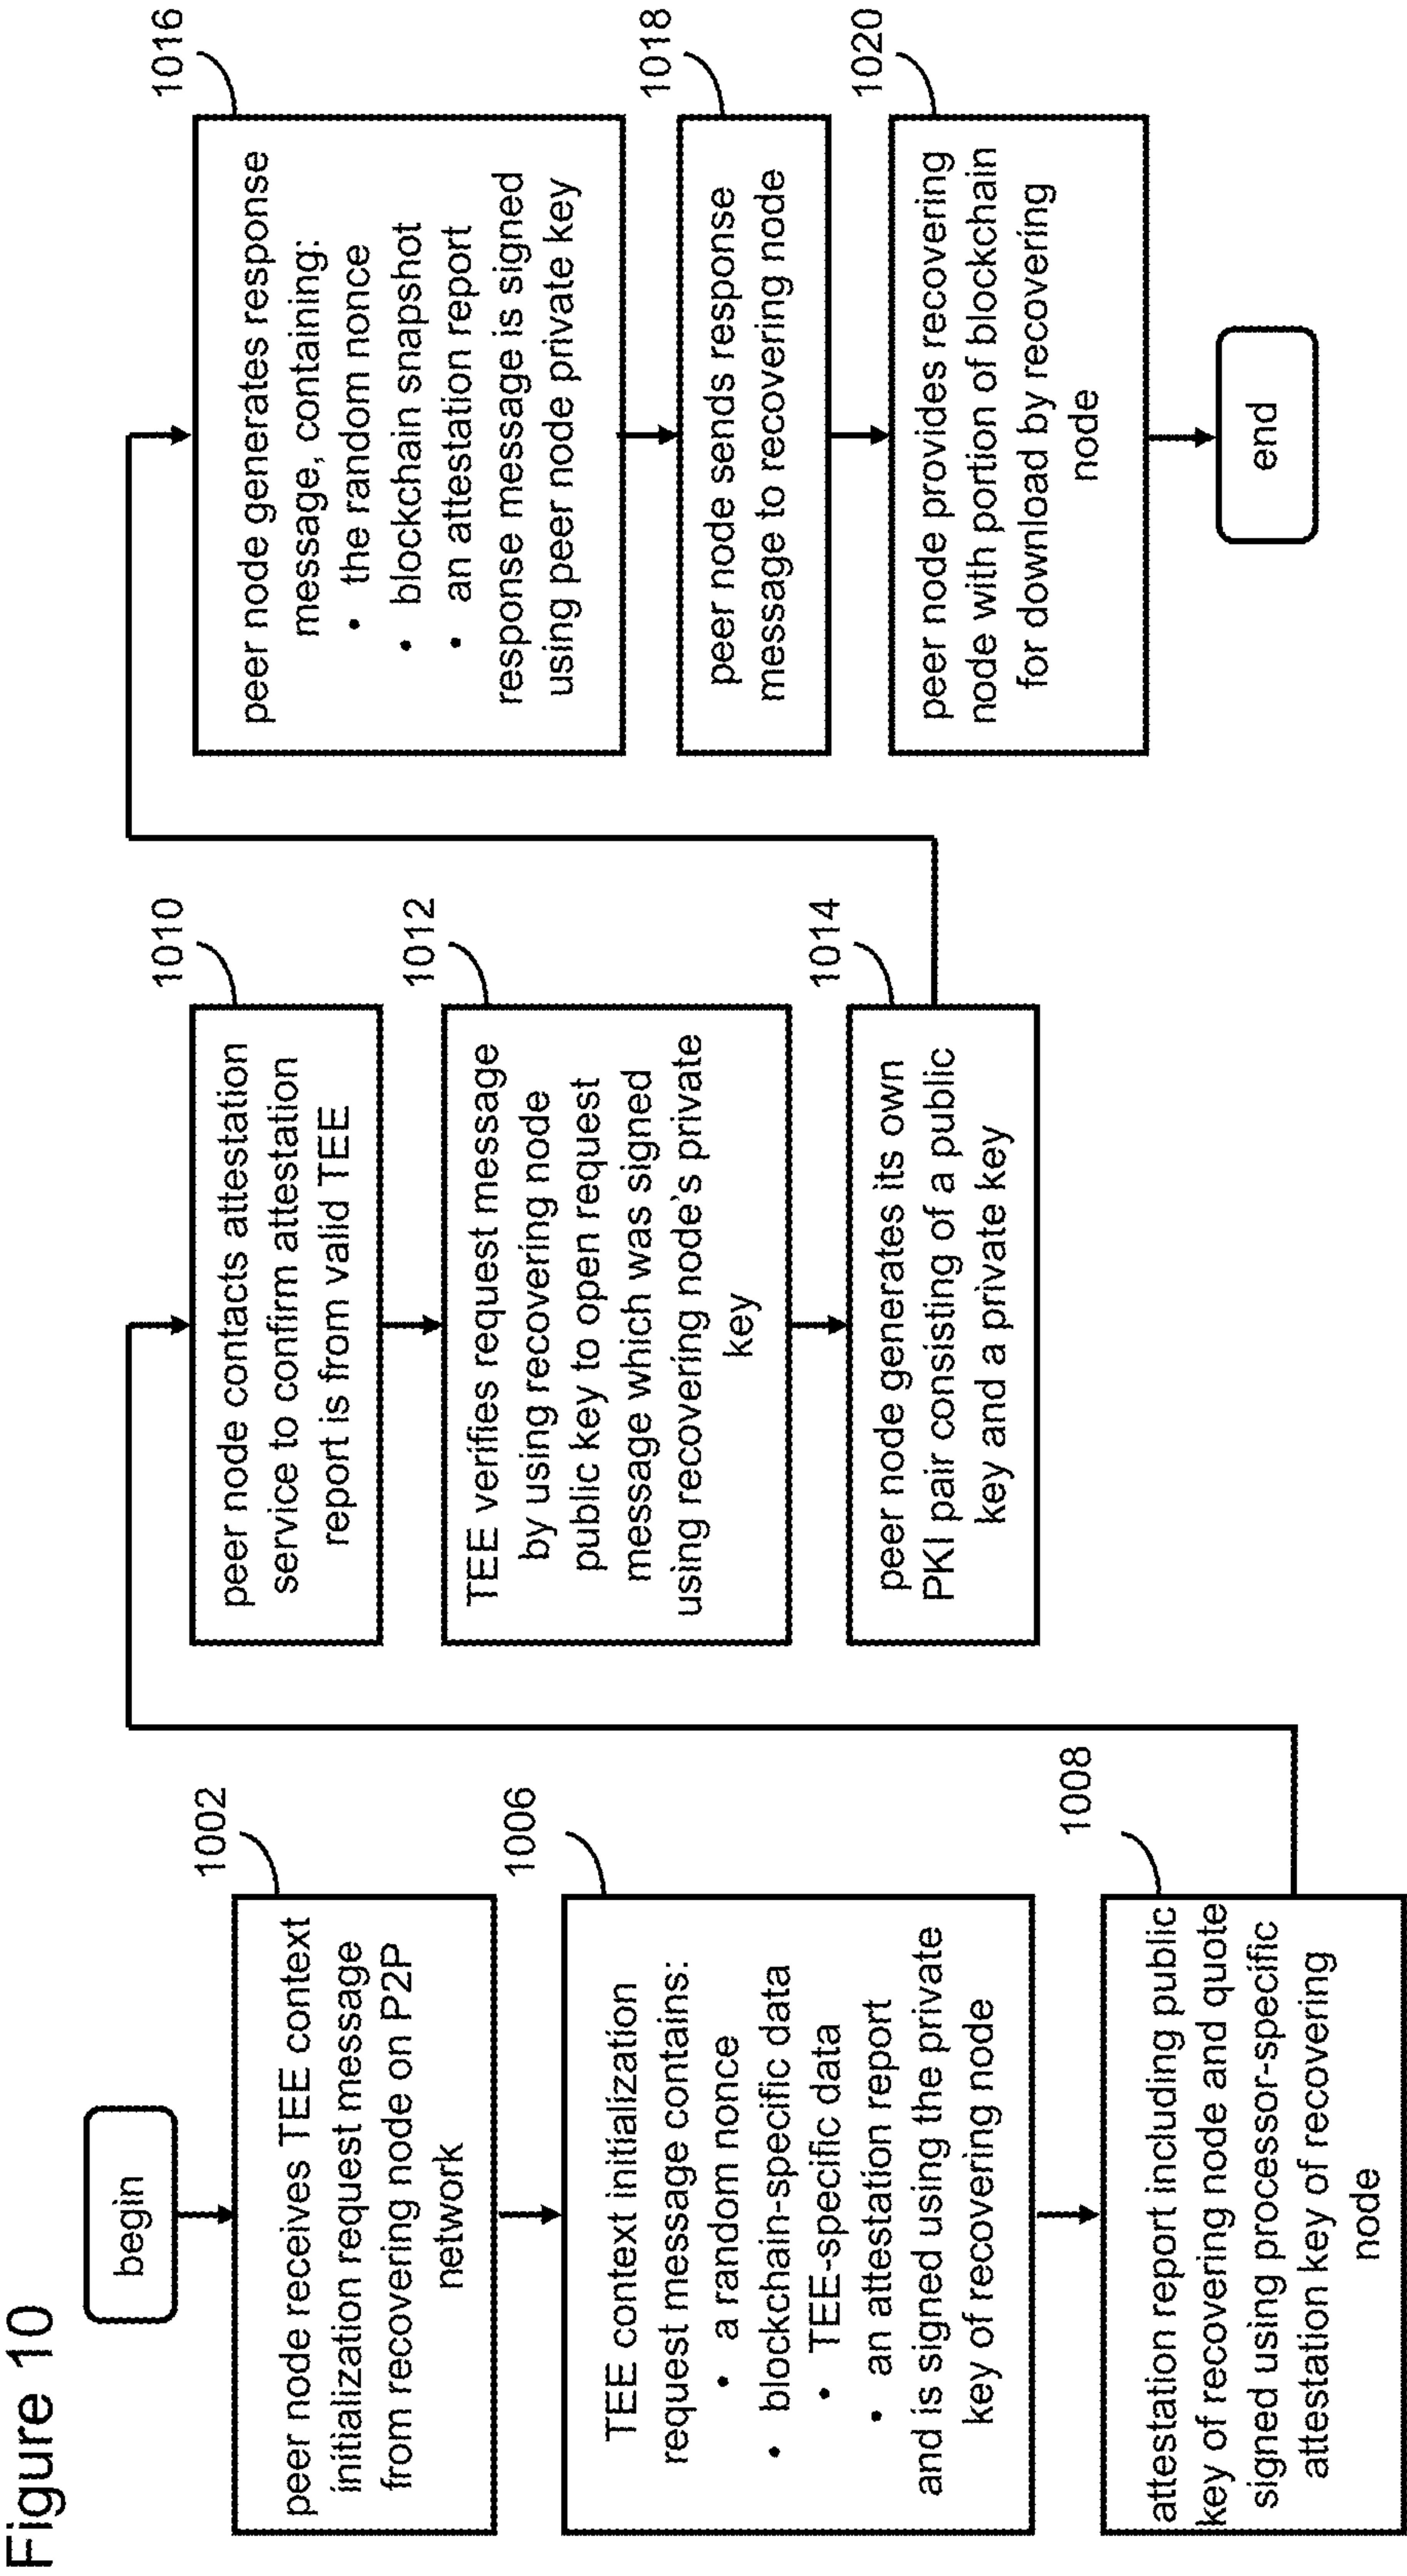 Figure 10
begin
1002
peer node receives TEE context
initialization request message
from recovering node on P2P
network
1006
TEE context initialization
request message contains:
• a random nonce
• blockchain-specific data
• TEE-specific data
• an attestation report
and is signed using the private
key of recovering node
1008
attestation report including public
key of recovering node and quote
signed using processor-specific
attestation key of recovering
node
1010
peer node contacts attestation
service to confirm attestation
report is from valid TEE
1012
TEE verifies request message
by using recovering node
public key to open request
message which was signed
using recovering node's private
key
1014
peer node generates its own
PKI pair consisting of a public
key and a private key
1016
peer node generates response
message, containing:
• the random nonce
• blockchain snapshot
• an attestation report
response message is signed
using peer node private key
1018
peer node sends response
message to recovering node
1020
peer node provides recovering
node with portion of blockchain
for download by recovering
node
end